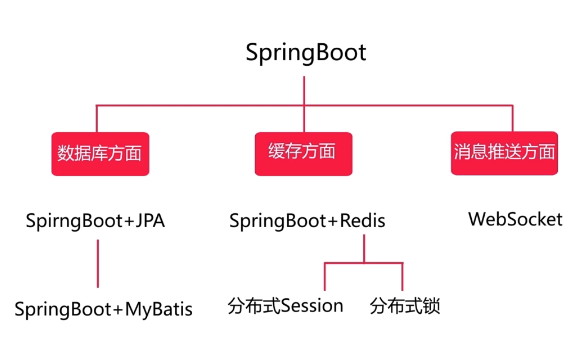 SpringBoot
数据库方面
缓存方面
消息推送方面
SpirngBoot+JPA
SpringBoot+Redis
WebSocket
SpringBoot+MyBatis
分布式Session
分布式锁